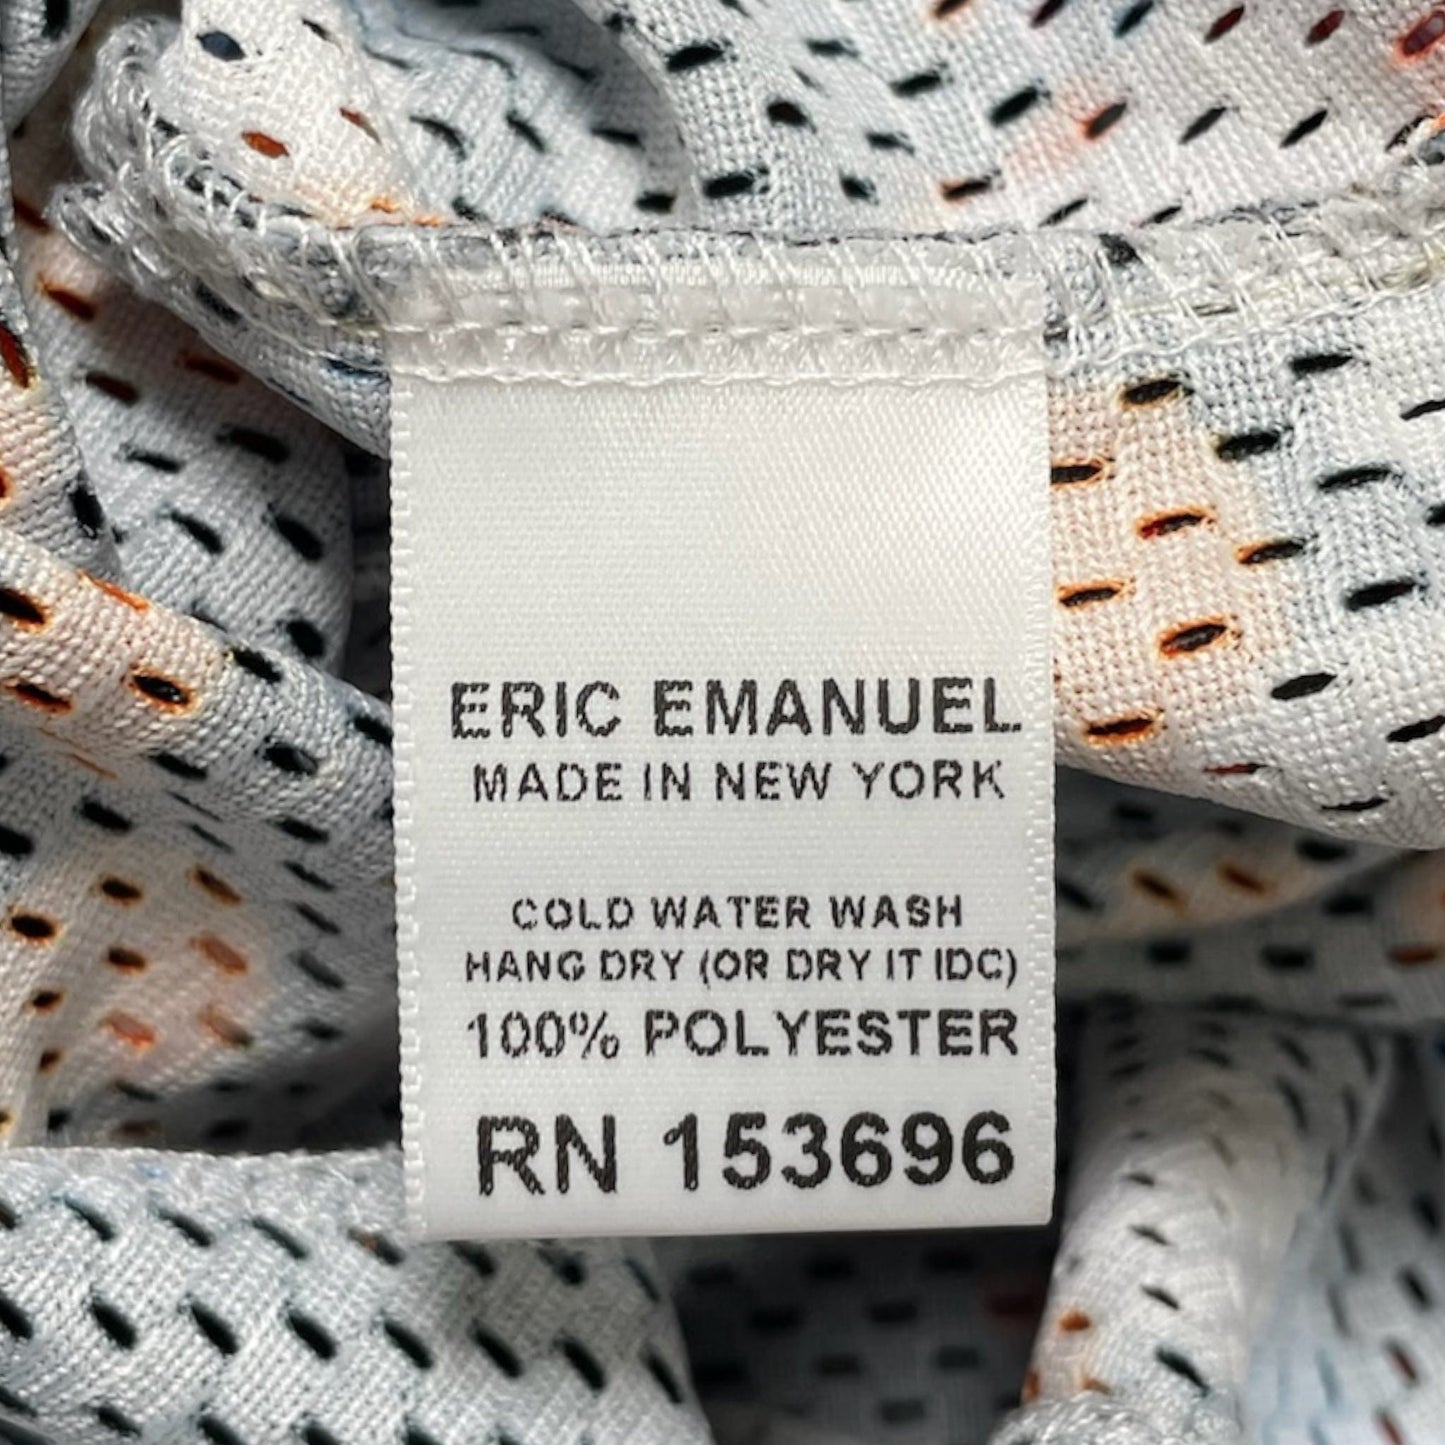 ERIC EMANUEL.
MADE IN NEW YORK
COLD WATER WASH
HANG DRY (OR DRY IT IDC)
100% POLYESTER
RN 153696